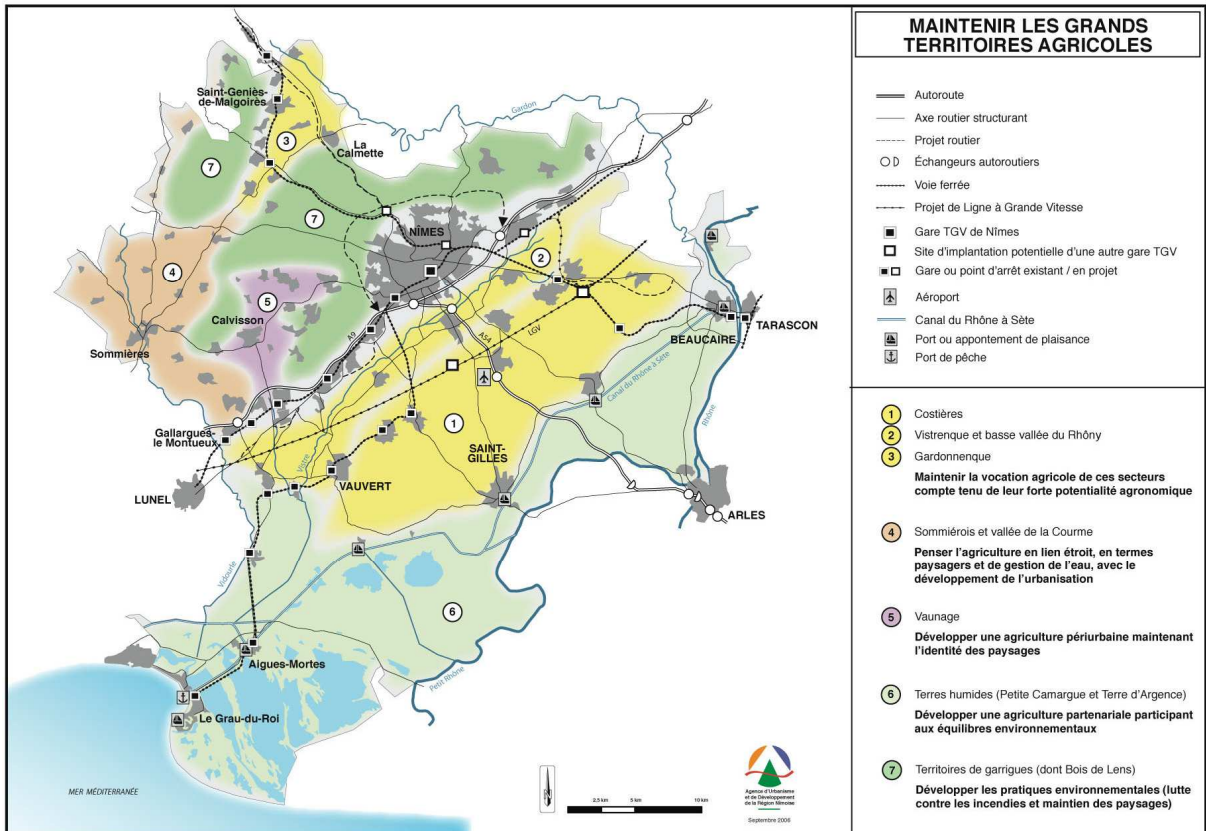 MAINTENIR LES GRANDS
TERRITOIRES AGRICOLES
Autoroute
Axe routier structurant
Projet routier
Échangeurs autoroutiers
Voie ferrée
Projet de Ligne à Grande Vitesse
Gare TGV de Nîmes
Site d'implantation potentielle d'une autre gare TGV
Gare ou point d'arrêt existant / en projet
Aéroport
Canal du Rhône à Sète
Port ou appontement de plaisance
Port de pêche
1 Costières
2 Vistrenque et basse vallée du Rhôny
3 Gardonnenque
Maintenir la vocation agricole de ces secteurs
compte tenu de leur forte potentialité agronomique
4 Sommiérois et vallée de la Courme
Penser l'agriculture en lien étroit, en termes
paysagers et de gestion de l'eau, avec le
développement de l'urbanisation
5 Vaunage
Développer une agriculture périurbaine maintenant
l'identité des paysages
6 Terres humides (Petite Camargue et Terre d'Argence)
Développer une agriculture partenariale participant
aux équilibres environnementaux
7 Territoires de garrigues (dont Bois de Lens)
Développer les pratiques environnementales (lutte
contre les incendies et maintien des paysages)
Saint-Geniès-
de-Malgoirès
Gardon
3
La
Calmette
7
7
NÎMES
4
2
5
Calvisson
Sommières
A9
A54
LGV
TARASCON
BEAUCAIRE
Canal du Rhône à Sète
Rhône
Gallargues-
le Montueux
1
Vistre
SAINT-
GILLES
VAUVERT
LUNEL
ARLES
Vidourle
6
Aigues-Mortes
Petit Rhône
Le Grau-du-Roi
MER MÉDITERRANÉE
2,5 km
5 km
10 km
Agence d'Urbanisme
et de Développement
de la Région Nîmoise
Septembre 2006